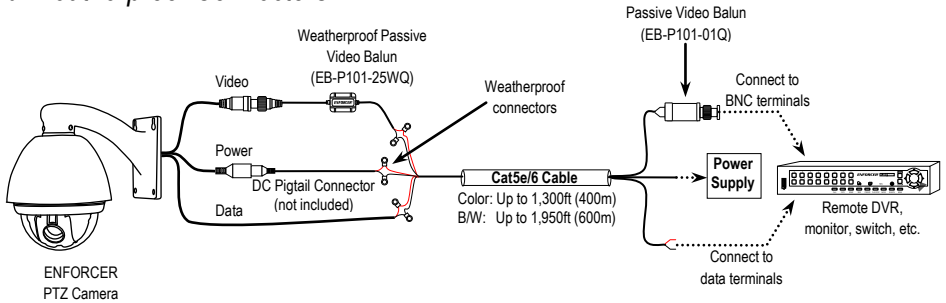 Passive Video Balun
(EB-P101-01Q)
Weatherproof Passive
Video Balun
(EB-P101-25WQ)
Video
Weatherproof
connectors
Connect to
BNC terminals
Power
DC Pigtail Connector
(not included)
Data
Cat5e/6 Cable
Color: Up to 1,300ft (400m)
B/W: Up to 1,950ft (600m)
Power
Supply
ENFORCER
Remote DVR,
monitor, switch, etc.
Connect to
data terminals
ENFORCER
PTZ Camera